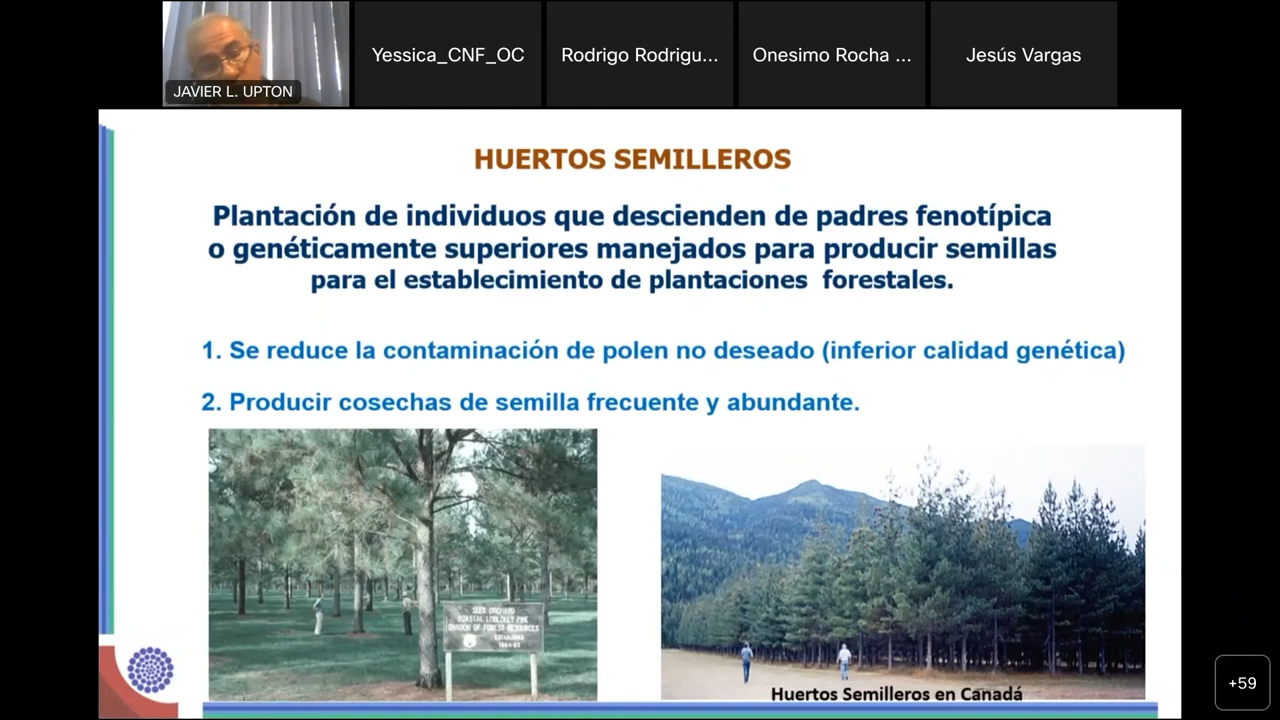 JAVIER L. UPTON
Yessica_CNF_OC
Rodrigo Rodrigu...
Onesimo Rocha ...
Jesús Vargas
HUERTOS SEMILLEROS
Plantación de individuos que descienden de padres fenotípica
o genéticamente superiores manejados para producir semillas
para el establecimiento de plantaciones forestales.
1. Se reduce la contaminación de polen no deseado (inferior calidad genética)
2. Producir cosechas de semilla frecuente y abundante.
SEED ORCHARD
COASTAL LOBLOLLY PINE
DIVISION OF FOREST RESOURCES
ESTABLISHED
Huertos Semilleros en Canadá
+59